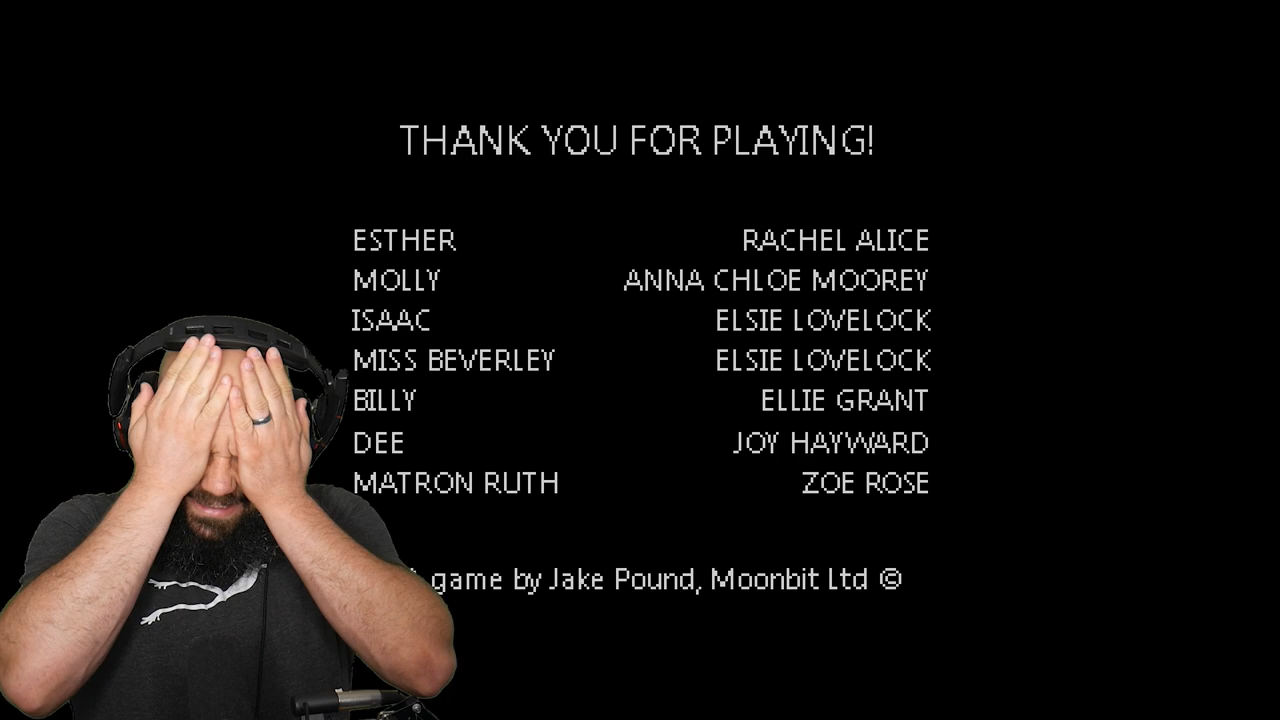 THANK YOU FOR PLAYING!
ESTHER RACHEL ALICE
MOLLY ANNA CHLOE MOOREY
ISAAC ELSIE LOVELOCK
MISS BEVERLEY ELSIE LOVELOCK
BILLY ELLIE GRANT
DEE JOY HAYWARD
MATRON RUTH ZOE ROSE
game by Jake Pound, Moonbit Ltd ©